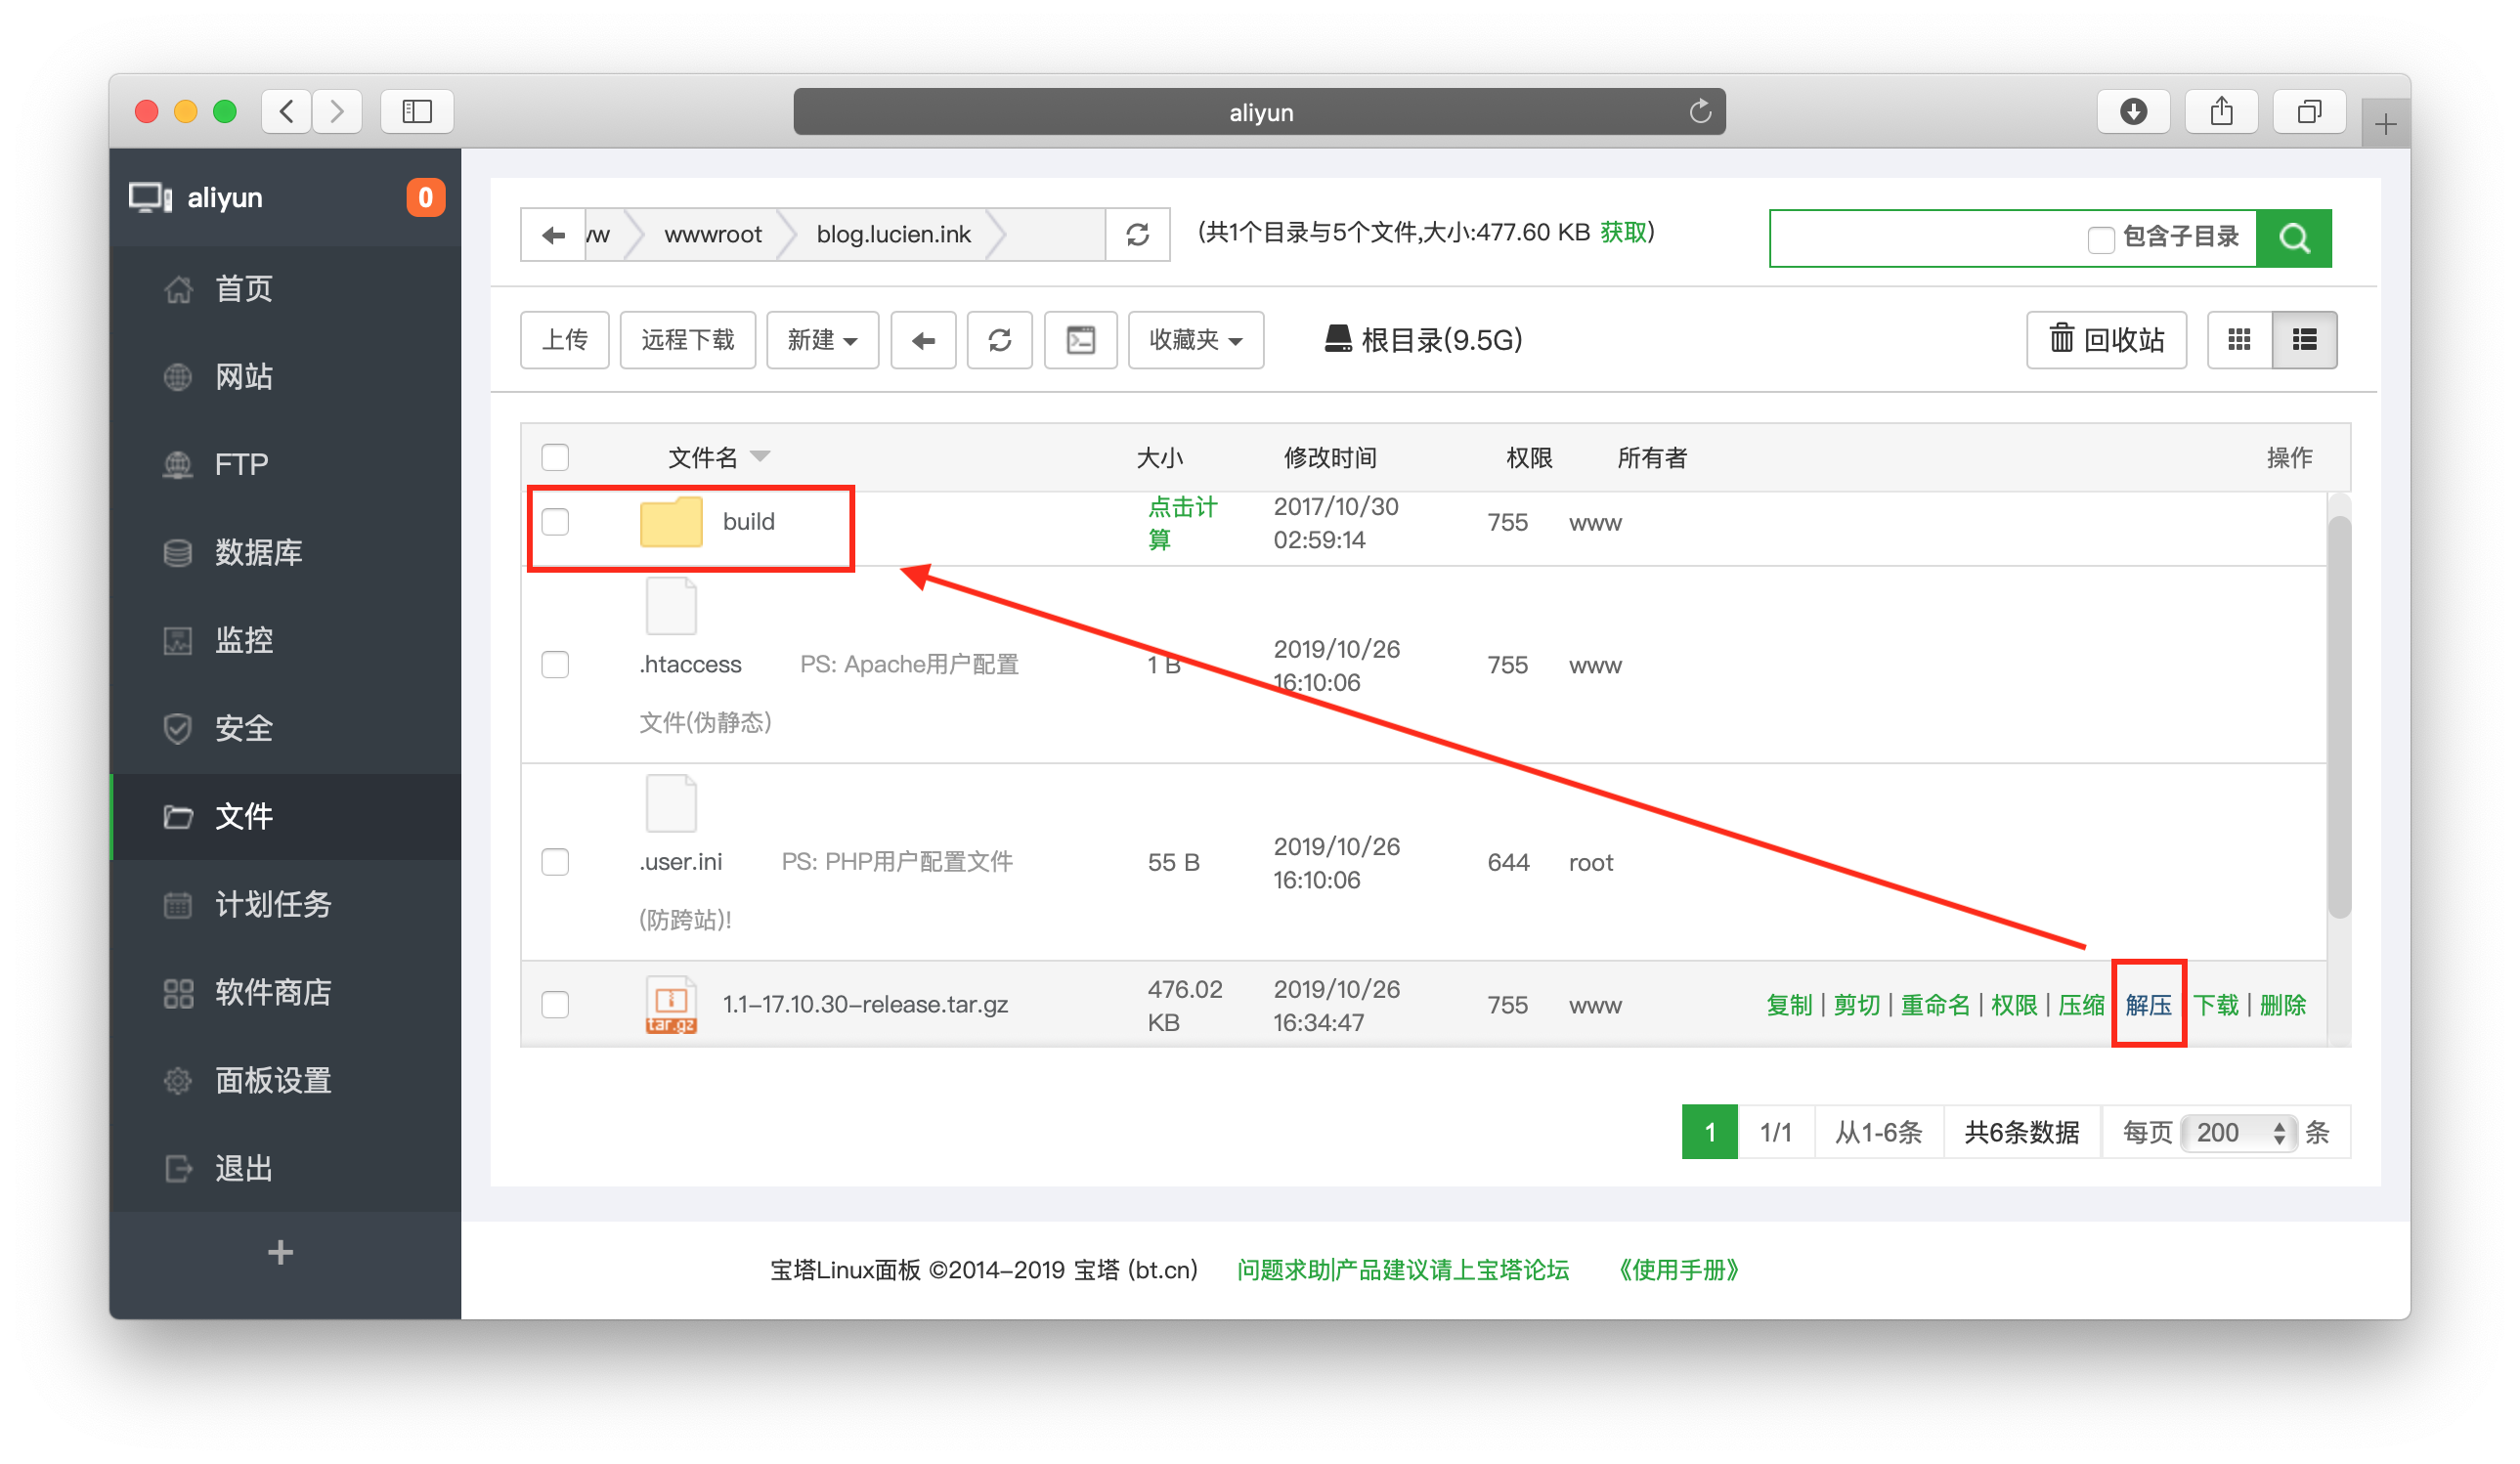 aliyun
aliyun 0
首页
网站
FTP
数据库
监控
安全
文件
计划任务
软件商店
面板设置
退出
wwwroot blog.lucien.ink (共1个目录与5个文件,大小:477.60 KB 获取) 包含子目录
上传 远程下载 新建 收藏夹 根目录(9.5G) 回收站
文件名 大小 修改时间 权限 所有者 操作
build 点击计算 2017/10/30 02:59:14 755 www
.htaccess PS: Apache用户配置文件(伪静态) 1 B 2019/10/26 16:10:06 755 www
.user.ini PS: PHP用户配置文件(防跨站)! 55 B 2019/10/26 16:10:06 644 root
tar.gz 1.1-17.10.30-release.tar.gz 476.02 KB 2019/10/26 16:34:47 755 www 复制 | 剪切 | 重命名 | 权限 | 压缩 解压 下载 | 删除
1 1/1 从1-6条 共6条数据 每页 200 条
宝塔Linux面板 ©2014-2019 宝塔 (bt.cn) 问题求助|产品建议请上宝塔论坛 《使用手册》